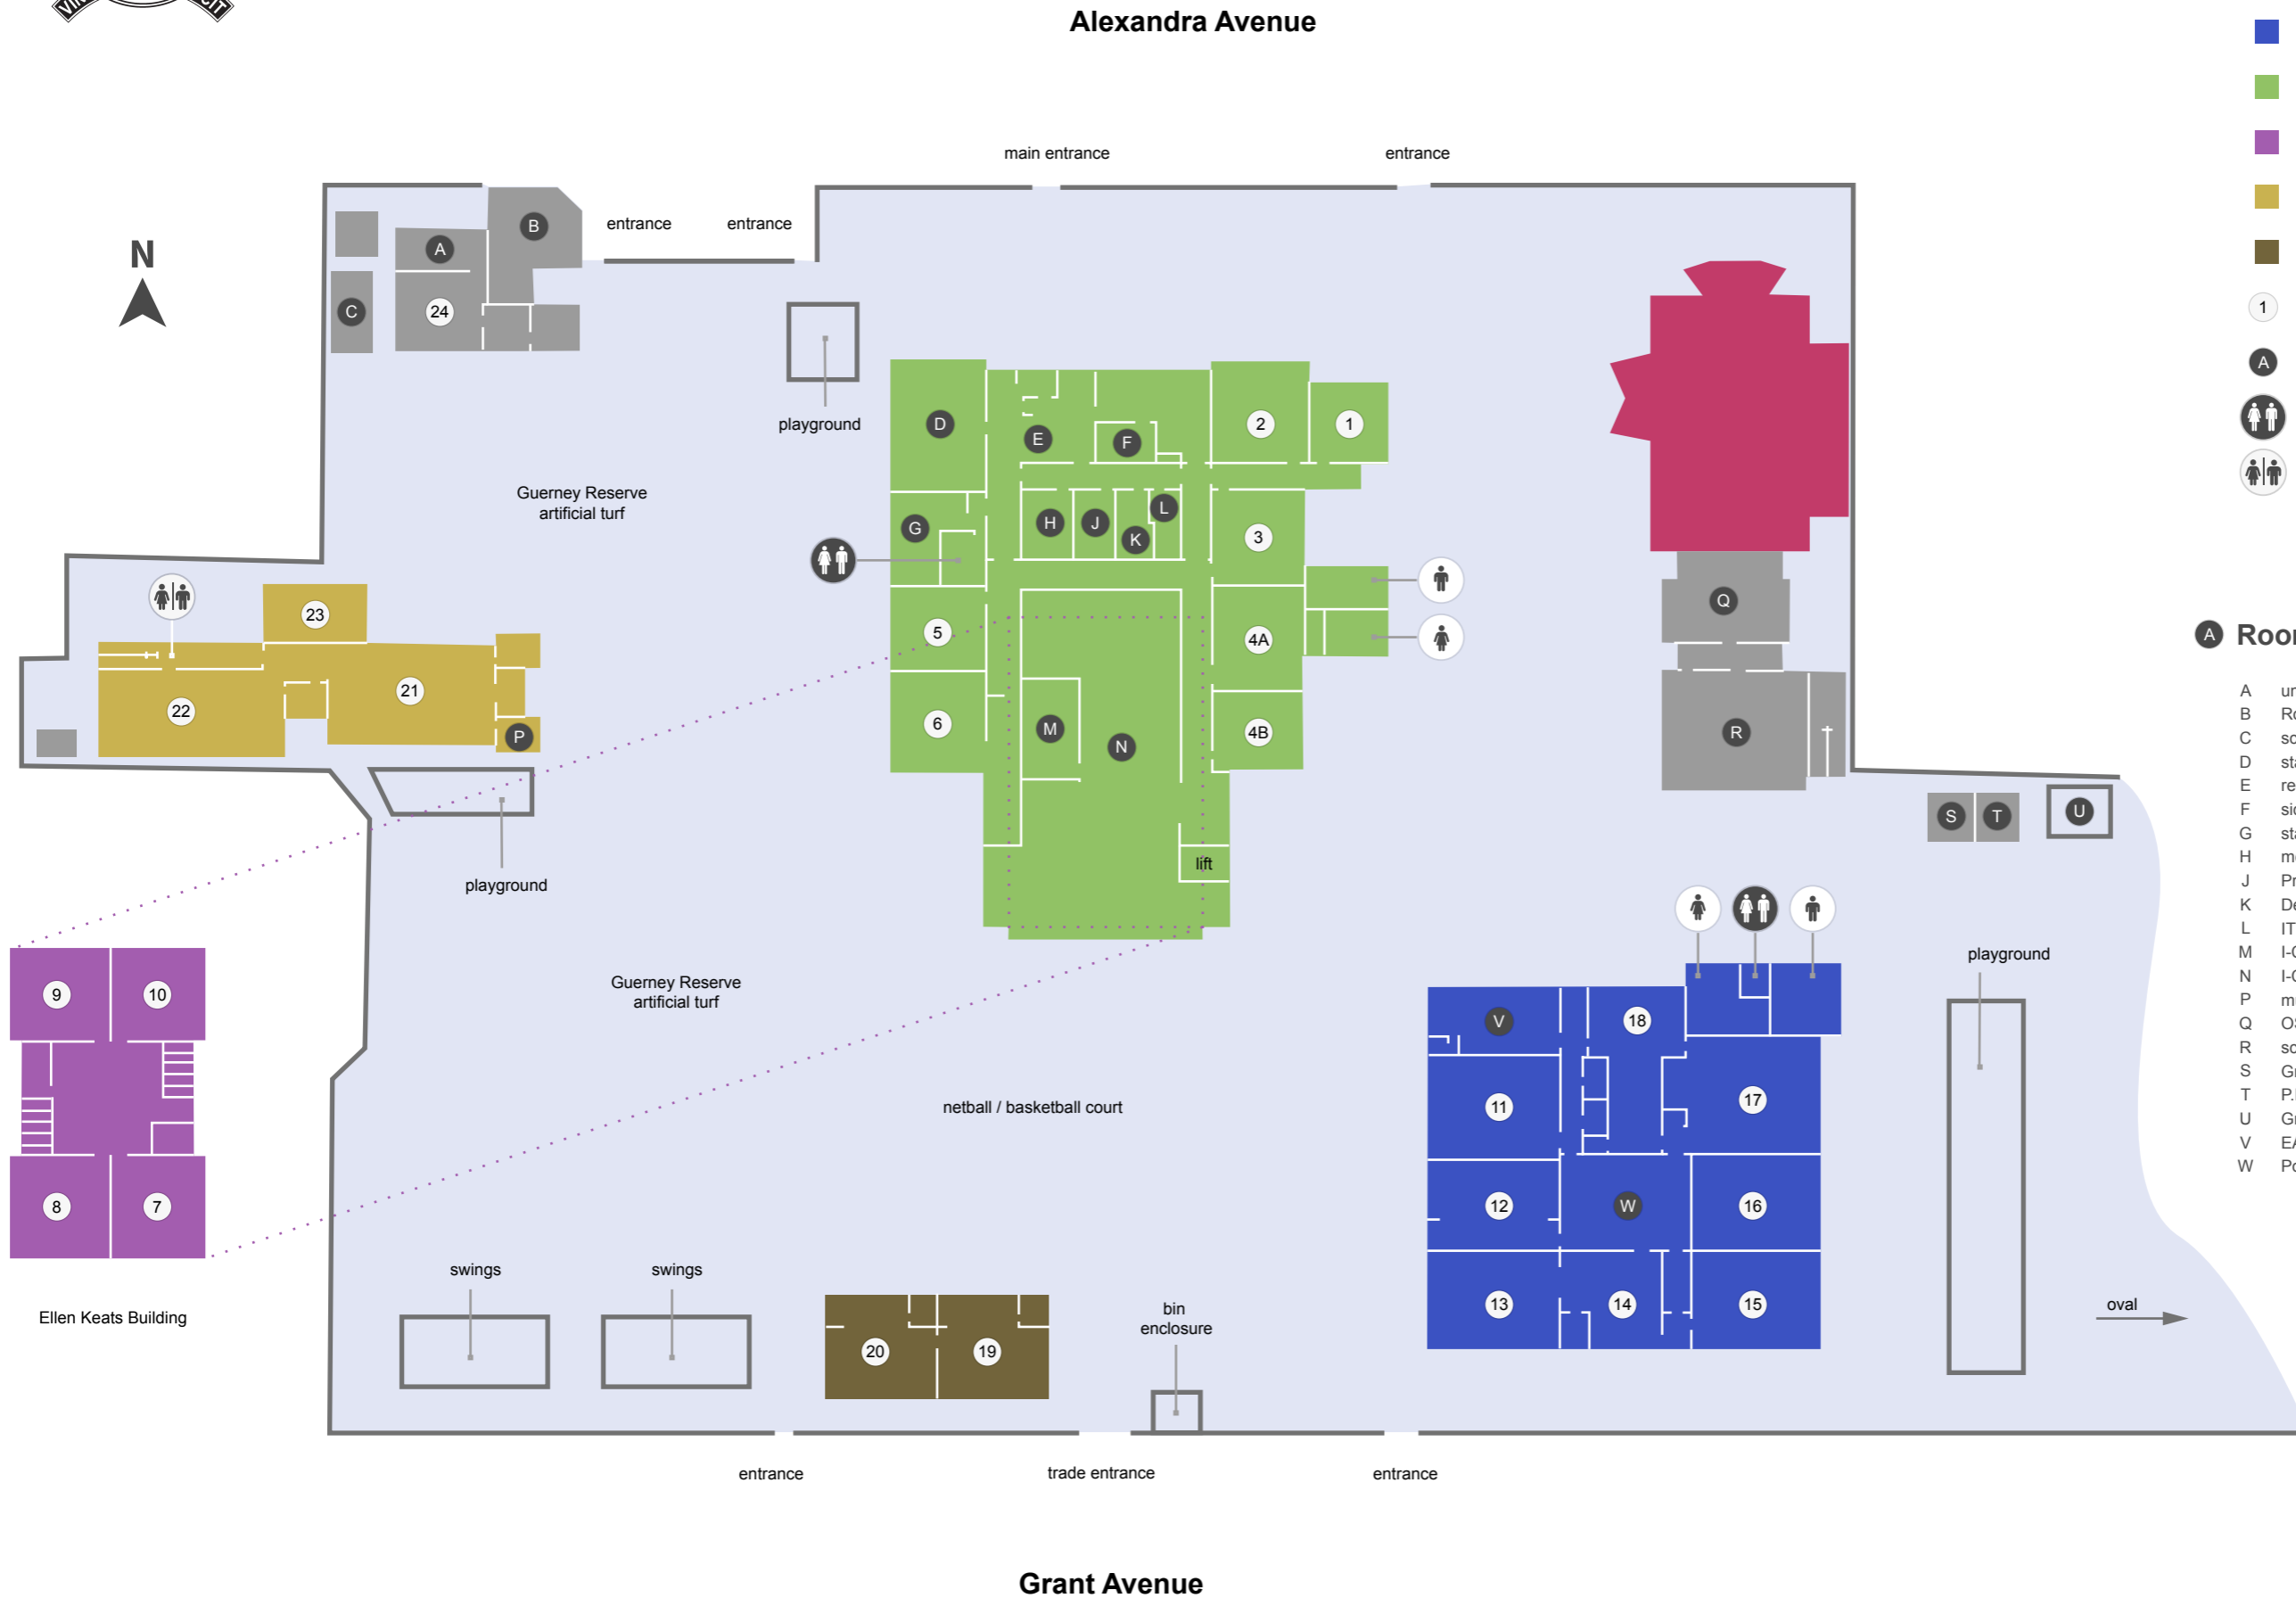 Alexandra Avenue
main entrance
entrance
entrance
entrance
N
A
B
C
24
playground
Guerney Reserve
artificial turf
D
E
F
2
1
G
H
J
K
L
3
5
4A
6
M
N
4B
lift
23
22
21
P
playground
Q
R
S
T
U
9
10
8
7
Ellen Keats Building
Guerney Reserve
artificial turf
netball / basketball court
V
18
11
17
12
W
16
13
14
15
playground
oval
swings
swings
20
19
bin
enclosure
entrance
trade entrance
entrance
Grant Avenue
1
A
A
A
B
C
D
E
F
G
H
J
K
L IT
M
N
P
Q
R
S
T
U
V
W